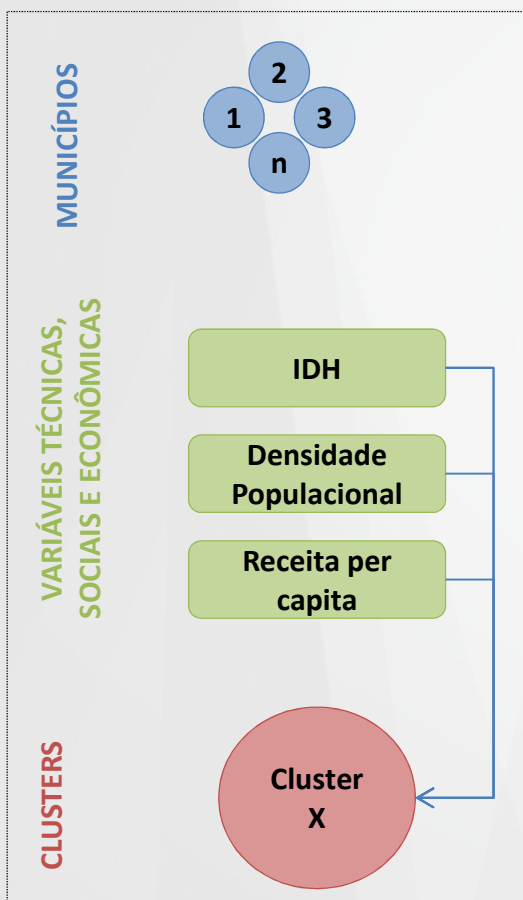 MUNICÍPIOS
2
1
3
n
VARIÁVEIS TÉCNICAS,
SOCIAIS E ECONÔMICAS
IDH
Densidade
Populacional
Receita per
capita
CLUSTERS
Cluster
X